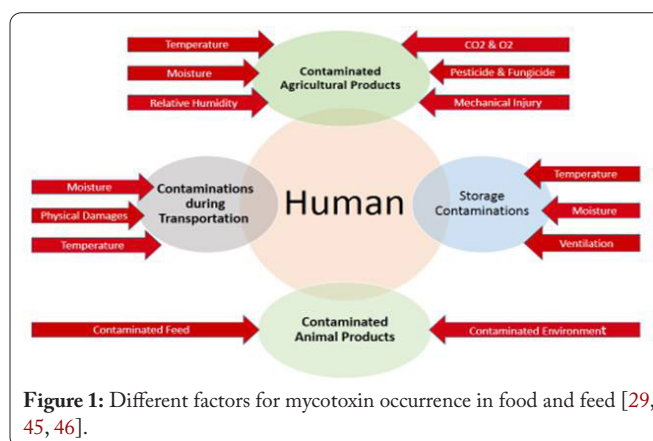 Temperature
CO2 & O2
Contaminated
Agricultural Products
Moisture
Pesticide & Fungicide
Relative Humidity
Mechanical Injury
Moisture
Physical Damages
Temperature
Contaminations
during
Transportation
Human
Storage
Contaminations
Temperature
Moisture
Ventilation
Contaminated Feed
Contaminated
Animal Products
Contaminated Environment
Figure 1: Different factors for mycotoxin occurrence in food and feed [29,
45, 46].